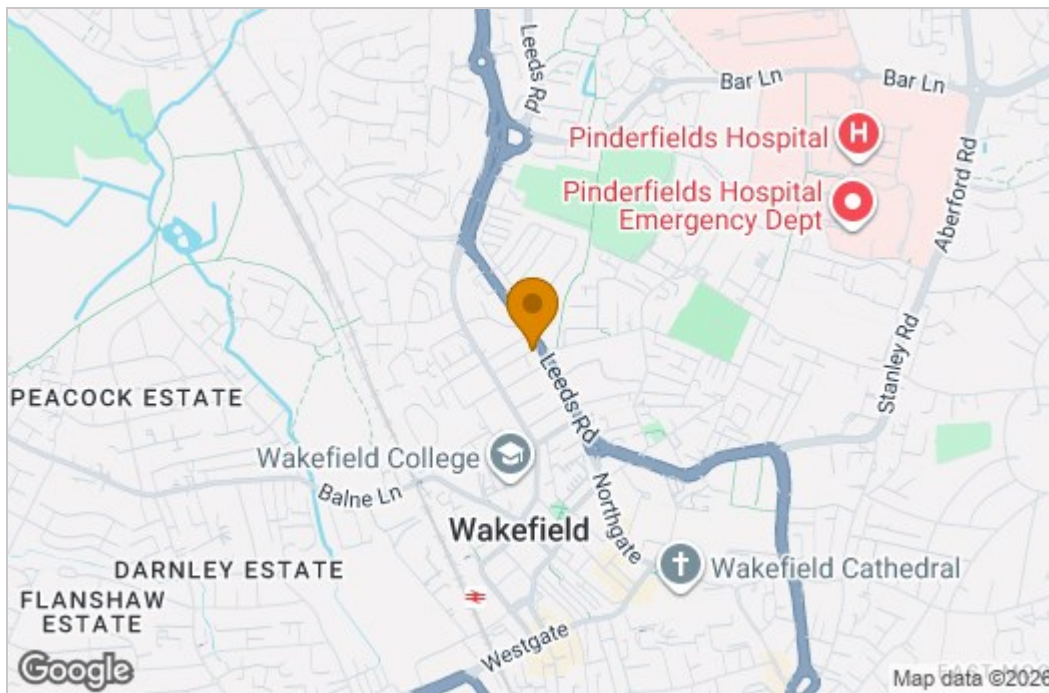 Leeds Rd
Bar Ln
Bar Ln
Pinderfields Hospital
H
Pinderfields Hospital
Emergency Dept
Aberford Rd
Stanley Rd
Leeds Rd
PEACOCK ESTATE
Wakefield College
Balne Ln
Northgate
Wakefield
DARNLEY ESTATE
Wakefield Cathedral
FLANSHAW
ESTATE
Westgate
Google
Map data ©2026